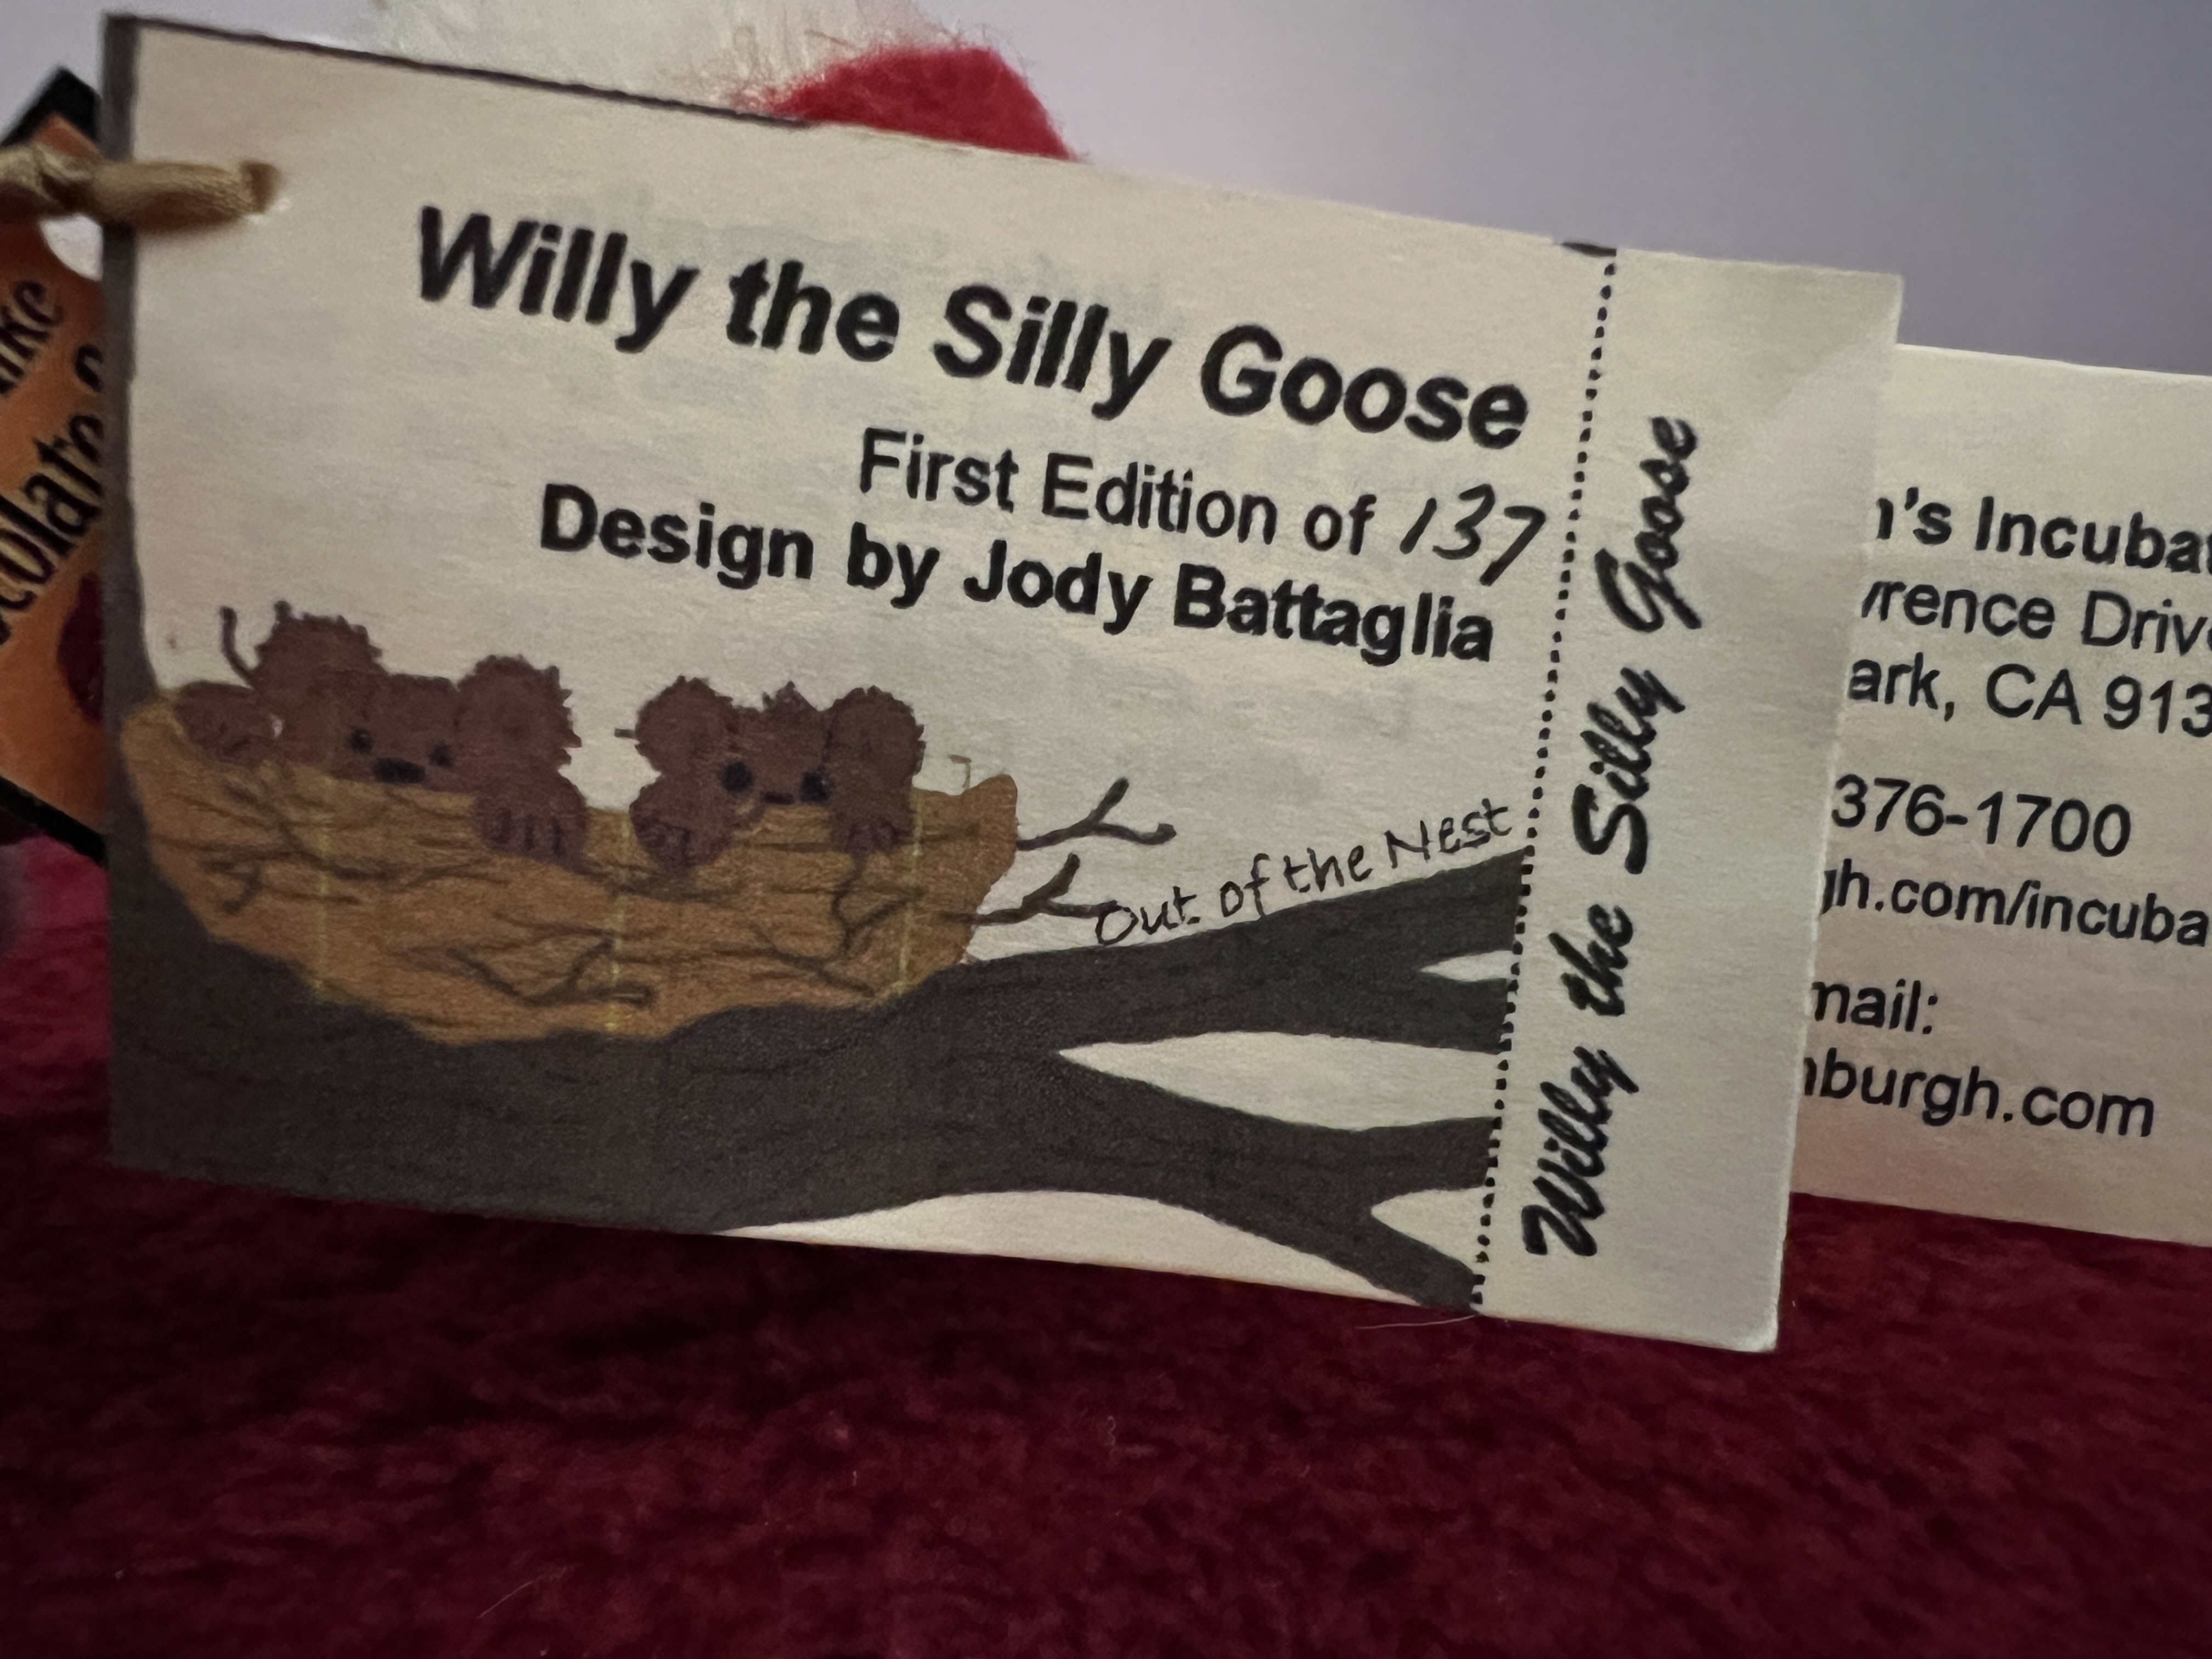 Willy the Silly Goose
First Edition of 137
Design by Jody Battaglia
Out of the Nest
Willy the Silly Goose
's Incuba
rence Driv
ark, CA 913
376-1700
h.com/incuba
mail:
burgh.com